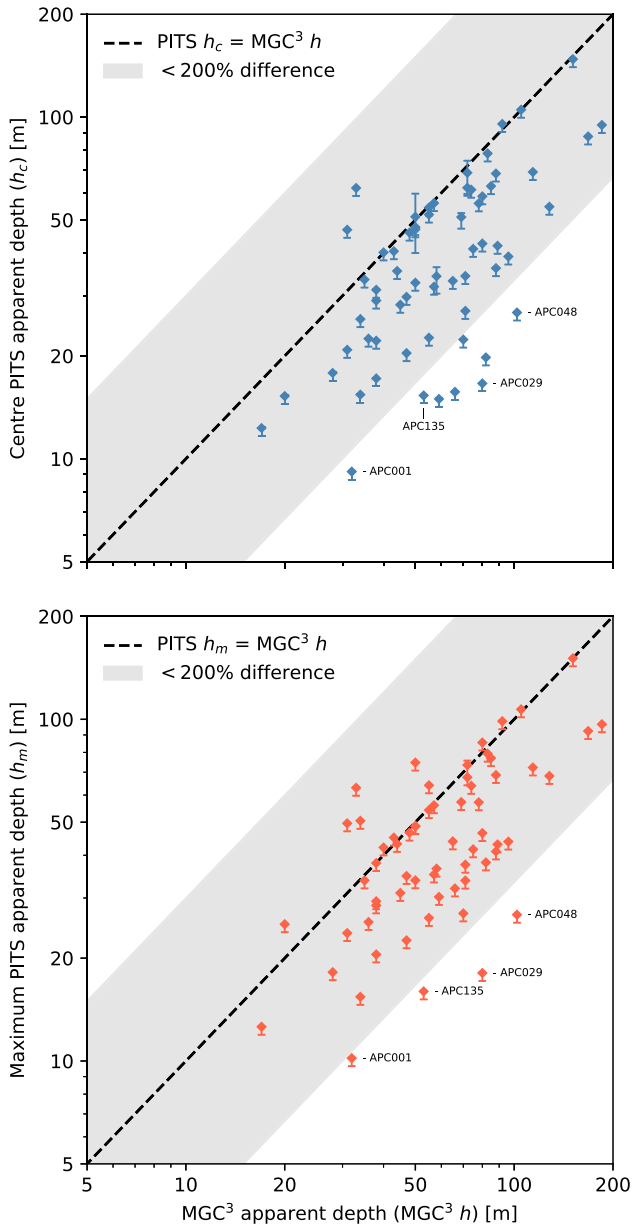 200
100
50
20
10
5
Centre PITS apparent depth (h_c) [m]
PITS h_c = MGC³ h
< 200% difference
- APC048
- APC029
APC135
- APC001
200
100
50
20
10
5
Maximum PITS apparent depth (h_m) [m]
PITS h_m = MGC³ h
< 200% difference
- APC048
- APC029
- APC135
- APC001
5 10 20 50 100 200
MGC³ apparent depth (MGC³ h) [m]